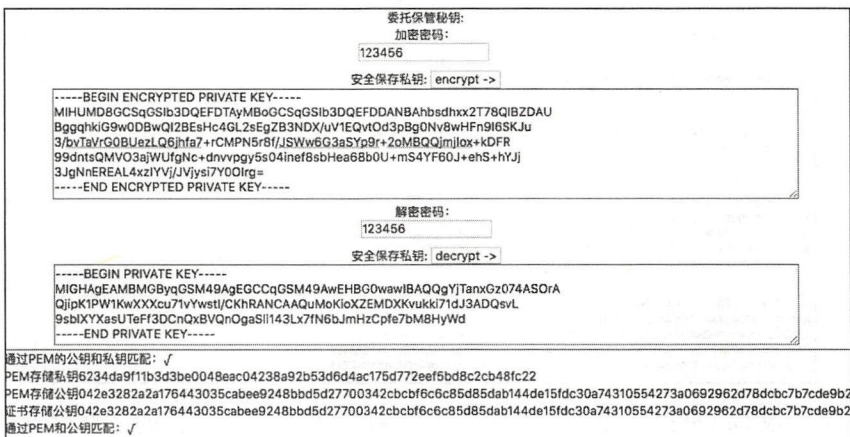 委托保管秘钥:
加密密码:
123456
安全保存私钥: encrypt ->
-----BEGIN ENCRYPTED PRIVATE KEY-----
MIHUMD8GCSqGSIb3DQEFDTAyMBoGCSqGSIb3DQEFDDANBAhbsdhxx2T78QIBZDAU
BggqhkiG9w0DBwQI2BEsHc4GL2sEgZB3NDX/uV1EQvtOd3pBg0Nv8wHFn9I6SKJu
3/bvTaVrG0BUezLQ6jhfa7+rCMPN5r8f/JSWw6G3aSYp9r+2oMBQQjmjIox+kDFR
99dntsQMVO3ajWUfgNc+dnvvpgy5s04inef8sbHea68b0U+mS4YF60J+ehS+hYJj
3JgNnEREAL4xzIYVj/JVjysi7Y0OIrg=
-----END ENCRYPTED PRIVATE KEY-----
解密密码:
123456
安全保存私钥: decrypt ->
-----BEGIN PRIVATE KEY-----
MIGHAgEAMBMGByqGSM49AgEGCCqGSM49AwEHBG0wawIBAQQgYjTanxGz074ASOrA
QjipK1PW1KwXXXcu71vYwstI/CKhRANCAAQuMoKioXZEMDXKvukki71dJ3ADQsvL
9sbIXYXasUTeFf3DCnQxBVQnOgaSlI143Lx7fN6bJmHzCpfe7bM8HyWd
-----END PRIVATE KEY-----
通过PEM的公钥和私钥匹配: √
PEM存储私钥6234da9f11b3d3be0048eac04238a92b53d6d4ac175d772eef5bd8c2cb48fc22
PEM存储公钥042e3282a2a176443035cabee9248bbd5d27700342cbcbf6c6c85d85dab144de15fdc30a74310554273a0692962d78dcbc7b7cde9b2
证书存储公钥042e3282a2a176443035cabee9248bbd5d27700342cbcbf6c6c85d85dab144de15fdc30a74310554273a0692962d78dcbc7b7cde9b2
通过PEM和公钥匹配: √